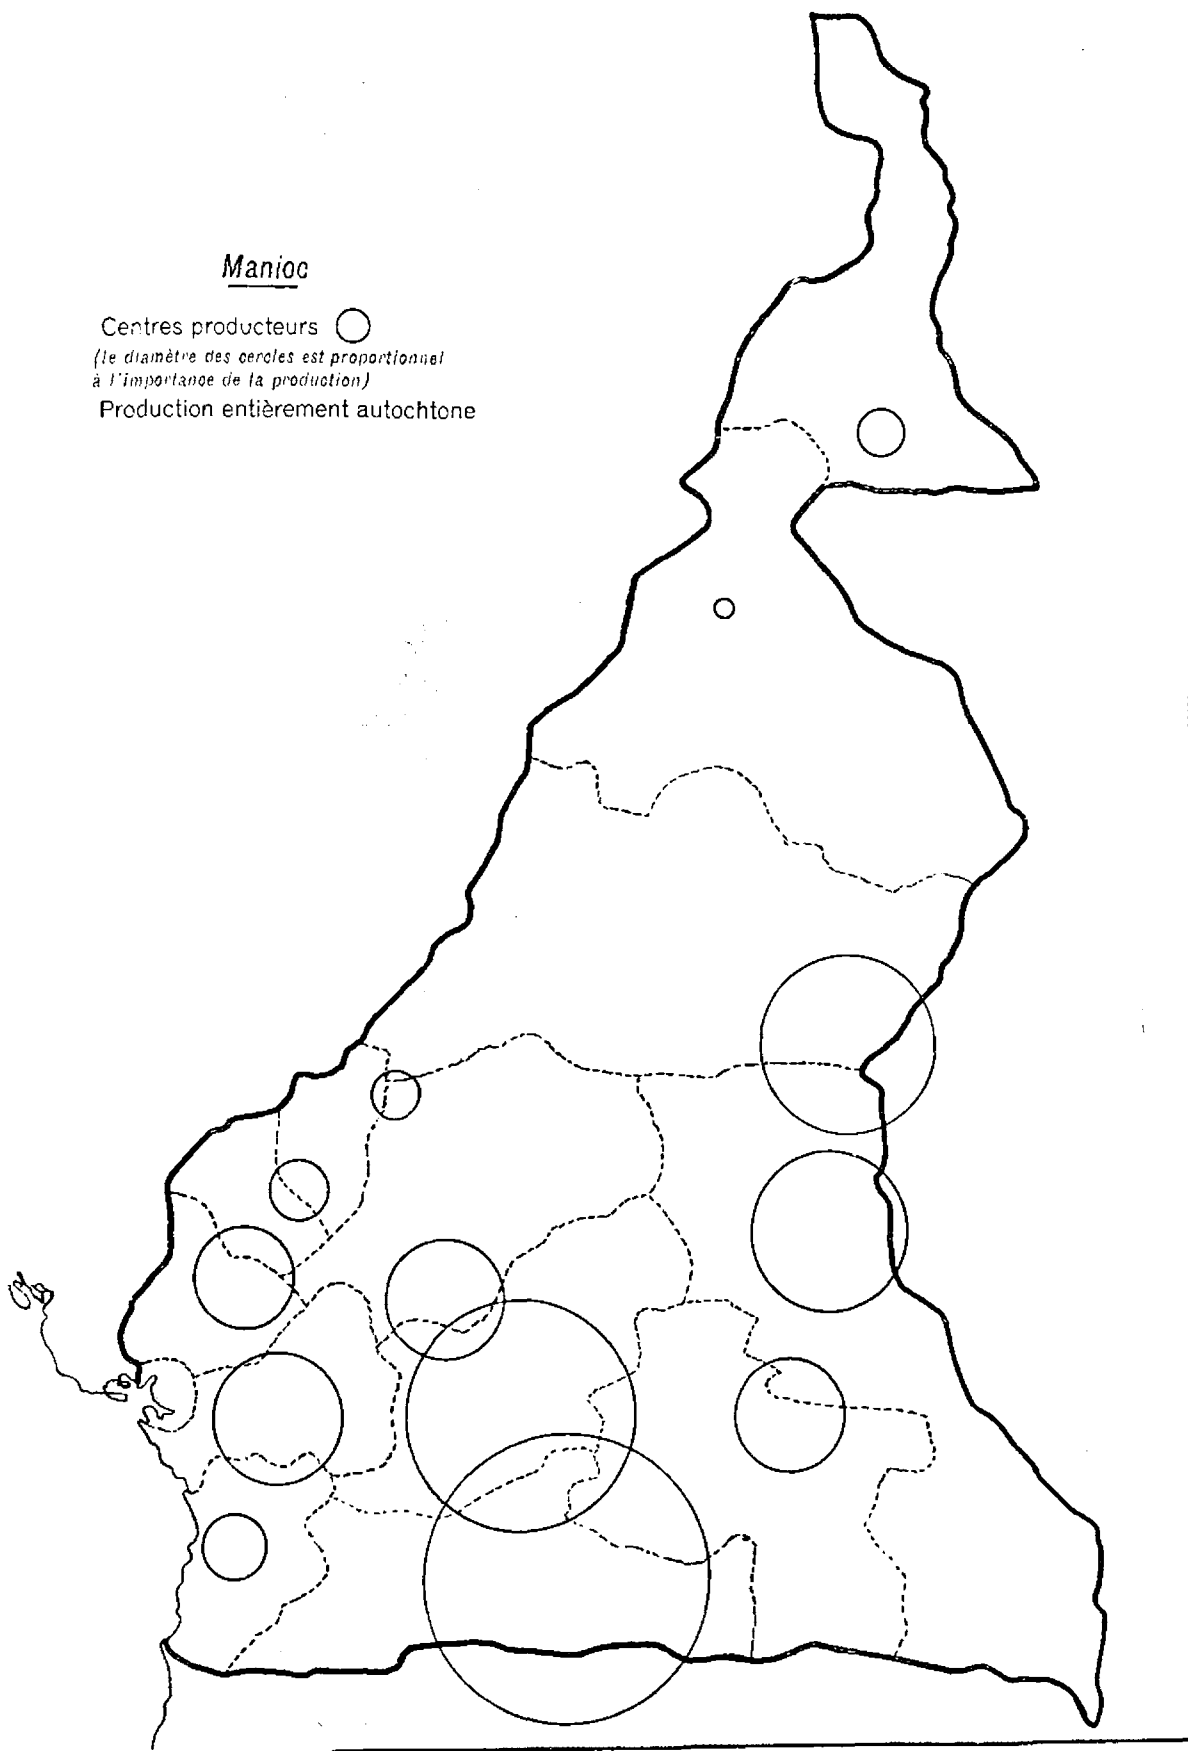 Manioc
Centres producteurs
(le diamètre des cercles est proportionnel
à l'importance de la production)
Production entièrement autochtone